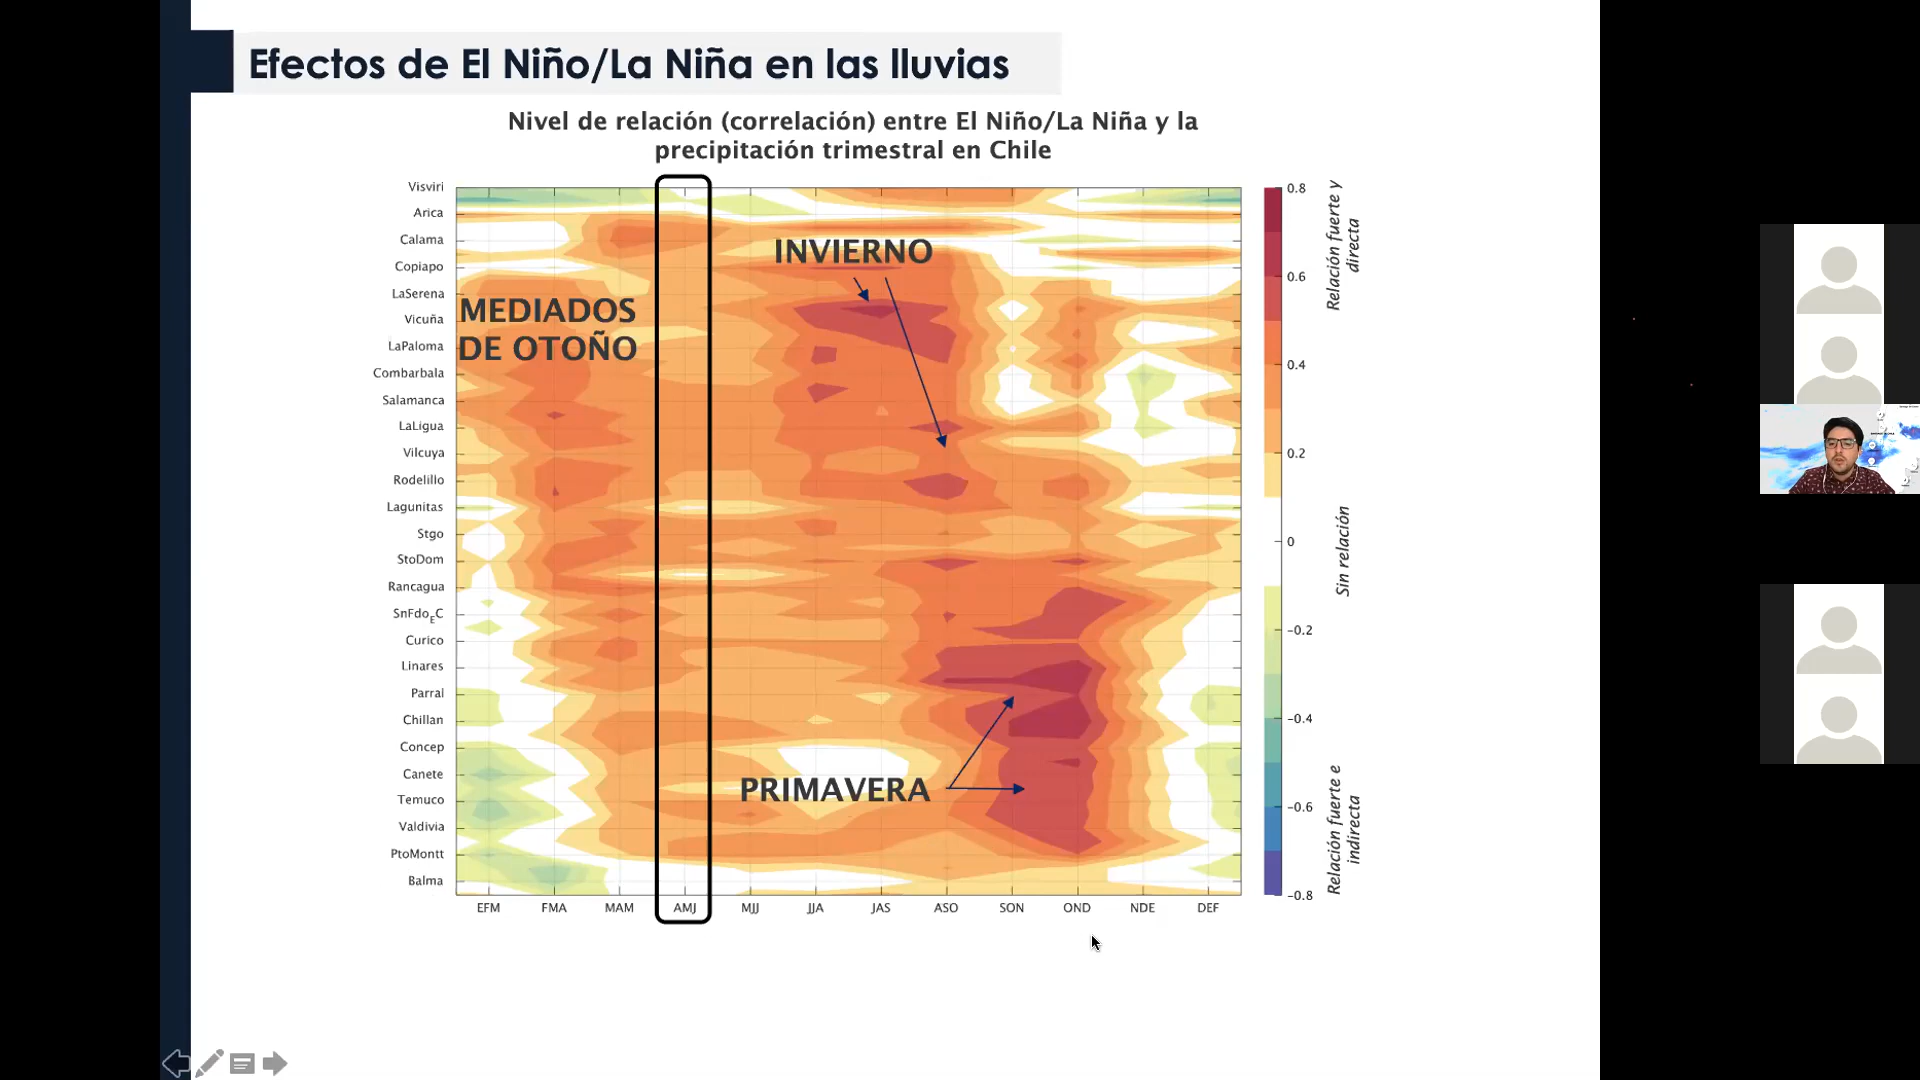 Efectos de El Niño/La Niña en las lluvias
Nivel de relación (correlación) entre El Niño/La Niña y la
precipitación trimestral en Chile
Visviri
Arica
Calama
Copiapo
LaSerena
Vicuña
LaPaloma
Combarbala
Salamanca
LaLigua
Vilcuya
Rodelillo
Lagunitas
Stgo
StoDom
Rancagua
SnFdoEC
Curico
Linares
Parral
Chillan
Concep
Canete
Temuco
Valdivia
PtoMontt
Balma
INVIERNO
MEDIADOS
DE OTOÑO
PRIMAVERA
EFM FMA MAM AMJ MJJ JJA JAS ASO SON OND NDE DEF
0.8
0.6
0.4
0.2
0
-0.2
-0.4
-0.6
-0.8
Relación fuerte y
directa
Sin relación
Relación fuerte e
indirecta